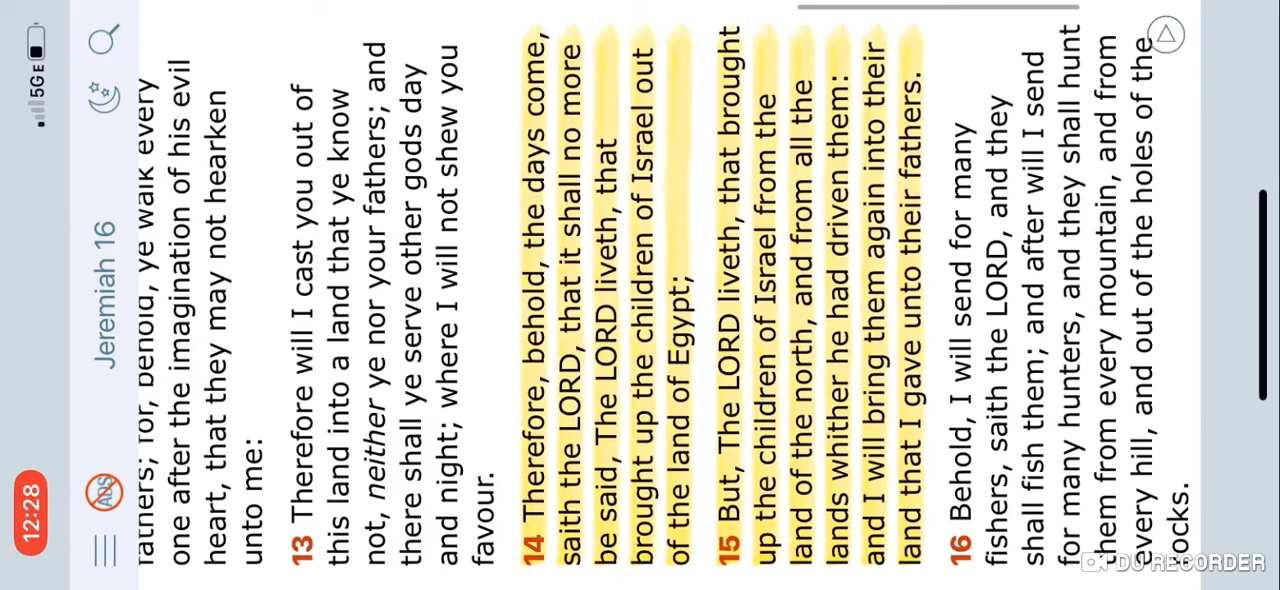 12:28
5GE
ADS
Jeremiah 16
fathers; for, behold, ye walk every
one after the imagination of his evil
heart, that they may not hearken
unto me:
13 Therefore will I cast you out of
this land into a land that ye know
not, neither ye nor your fathers; and
there shall ye serve other gods day
and night; where I will not shew you
favour.
14 Therefore, behold, the days come,
saith the LORD, that it shall no more
be said, The LORD liveth, that
brought up the children of Israel out
of the land of Egypt;
15 But, The LORD liveth, that brought
up the children of Israel from the
land of the north, and from all the
lands whither he had driven them:
and I will bring them again into their
land that I gave unto their fathers.
16 Behold, I will send for many
fishers, saith the LORD, and they
shall fish them; and after will I send
for many hunters, and they shall hunt
them from every mountain, and from
every hill, and out of the holes of the
rocks.
DU RECORDER